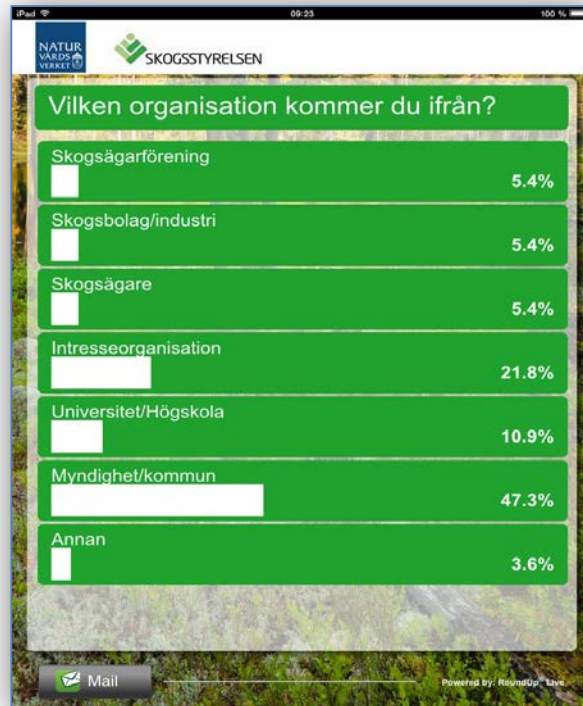 iPad
09:23
100 %
NATUR
VÅRDS
VERKET
SKOGSSTYRELSEN
Vilken organisation kommer du ifrån?
Skogsägarförening
5.4%
Skogsbolag/industri
5.4%
Skogsägare
5.4%
Intresseorganisation
21.8%
Universitet/Högskola
10.9%
Myndighet/kommun
47.3%
Annan
3.6%
Mail
Powered by: RoundUp™ Live